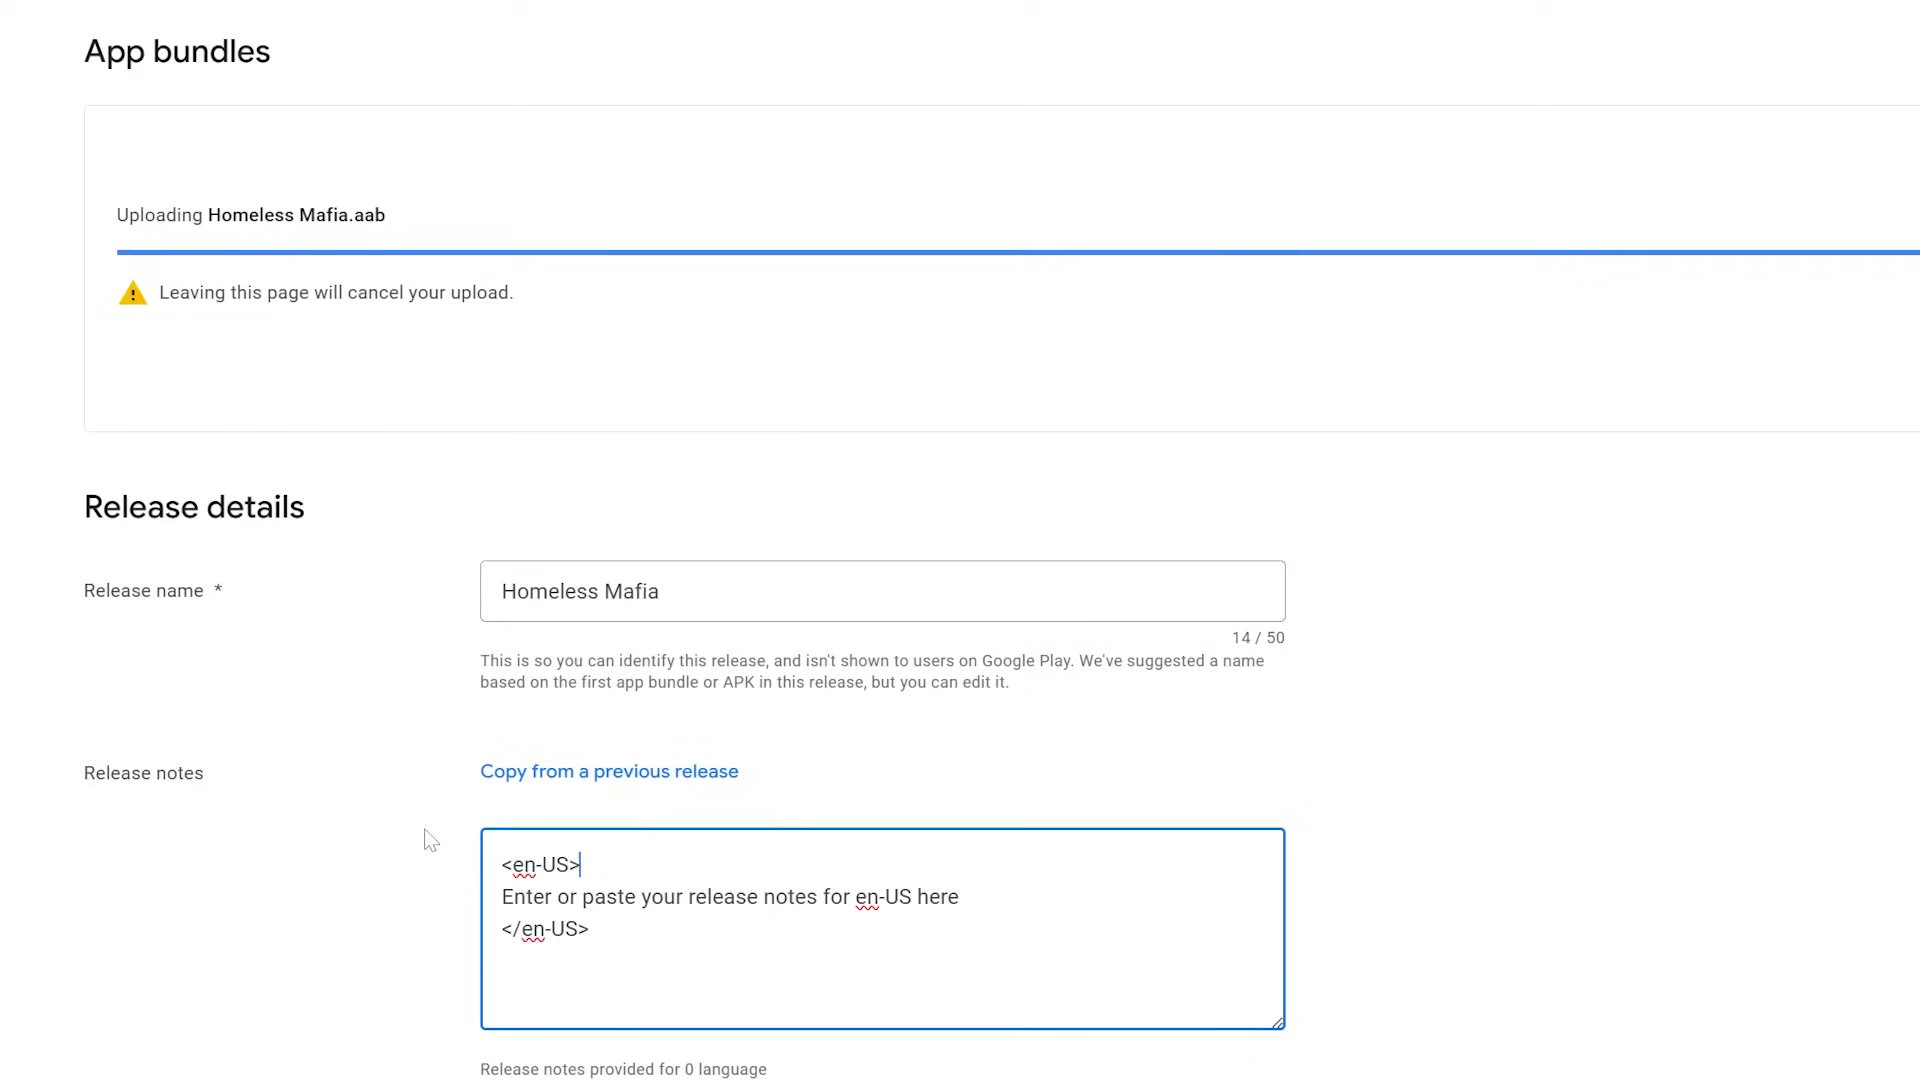 App bundles
Uploading Homeless Mafia.aab
Leaving this page will cancel your upload.
Release details
Release name *
Homeless Mafia
14 / 50
This is so you can identify this release, and isn't shown to users on Google Play. We've suggested a name
based on the first app bundle or APK in this release, but you can edit it.
Release notes
Copy from a previous release
<en-US>
Enter or paste your release notes for en-US here
</en-US>
Release notes provided for 0 language